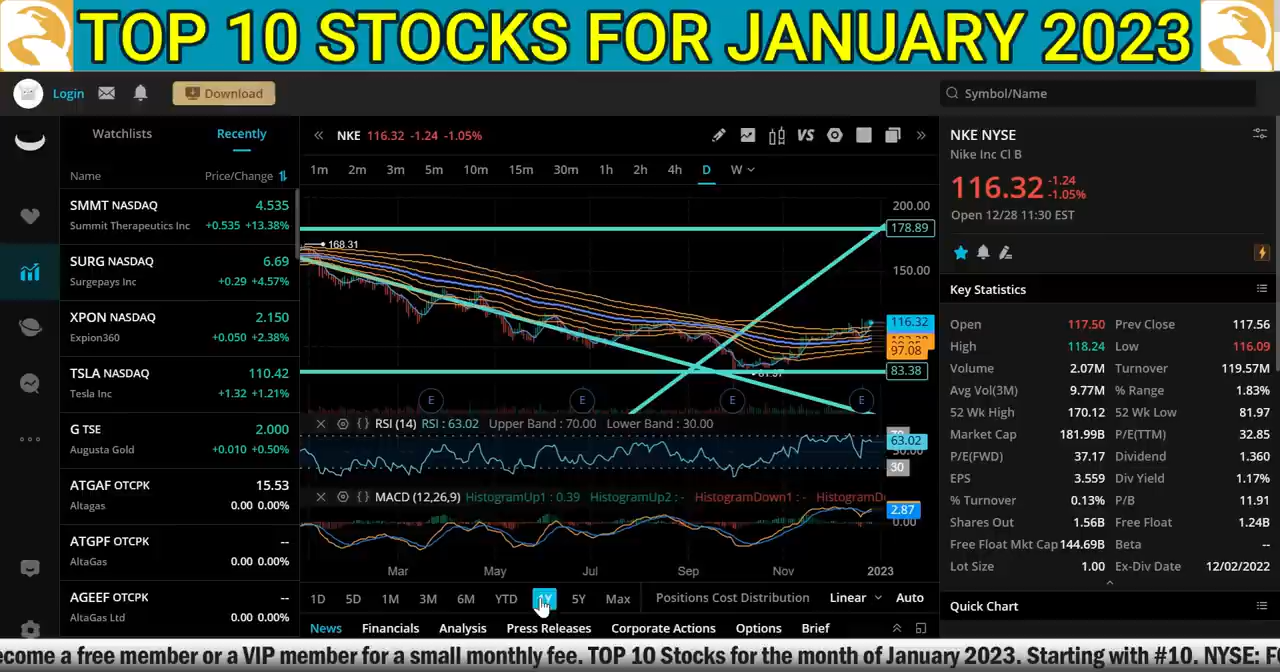 TOP 10 STOCKS FOR JANUARY 2023
Login
Download
Symbol/Name
Watchlists Recently
Name Price/Change
SMMT NASDAQ 4.535
Summit Therapeutics Inc +0.535 +13.38%
SURG NASDAQ 6.69
Surgepays Inc +0.29 +4.57%
XPON NASDAQ 2.150
Expion360 +0.050 +2.38%
TSLA NASDAQ 110.42
Tesla Inc +1.32 +1.21%
G TSE 2.000
Augusta Gold +0.010 +0.50%
ATGAF OTCPK 15.53
Altagas 0.00 0.00%
ATGPF OTCPK --
AltaGas 0.00 0.00%
AGEEF OTCPK --
AltaGas Ltd 0.00 0.00%
NKE 116.32 -1.24 -1.05%
VS
1m 2m 3m 5m 10m 15m 30m 1h 2h 4h D W
200.00
178.89
168.31
150.00
116.32
97.08
83.38
81.97
E E E E
RSI (14) RSI : 63.02 Upper Band : 70.00 Lower Band : 30.00
70
63.02
50.00
30
MACD (12,26,9) HistogramUp1 : 0.39 HistogramUp2 : - HistogramDown1 : - HistogramD
2.87
0.00
Mar May Jul Sep Nov 2023
1D 5D 1M 3M 6M YTD 1Y 5Y Max Positions Cost Distribution Linear Auto
News Financials Analysis Press Releases Corporate Actions Options Brief
NKE NYSE
Nike Inc Cl B
116.32 -1.24
-1.05%
Open 12/28 11:30 EST
Key Statistics
Open 117.50 Prev Close 117.56
High 118.24 Low 116.09
Volume 2.07M Turnover 119.57M
Avg Vol(3M) 9.77M % Range 1.83%
52 Wk High 170.12 52 Wk Low 81.97
Market Cap 181.99B P/E(TTM) 32.85
P/E(FWD) 37.17 Dividend 1.360
EPS 3.559 Div Yield 1.17%
% Turnover 0.13% P/B 11.91
Shares Out 1.56B Free Float 1.24B
Free Float Mkt Cap 144.69B Beta --
Lot Size 1.00 Ex-Div Date 12/02/2022
Quick Chart
ecome a free member or a VIP member for a small monthly fee. TOP 10 Stocks for the month of January 2023. Starting with #10. NYSE: F